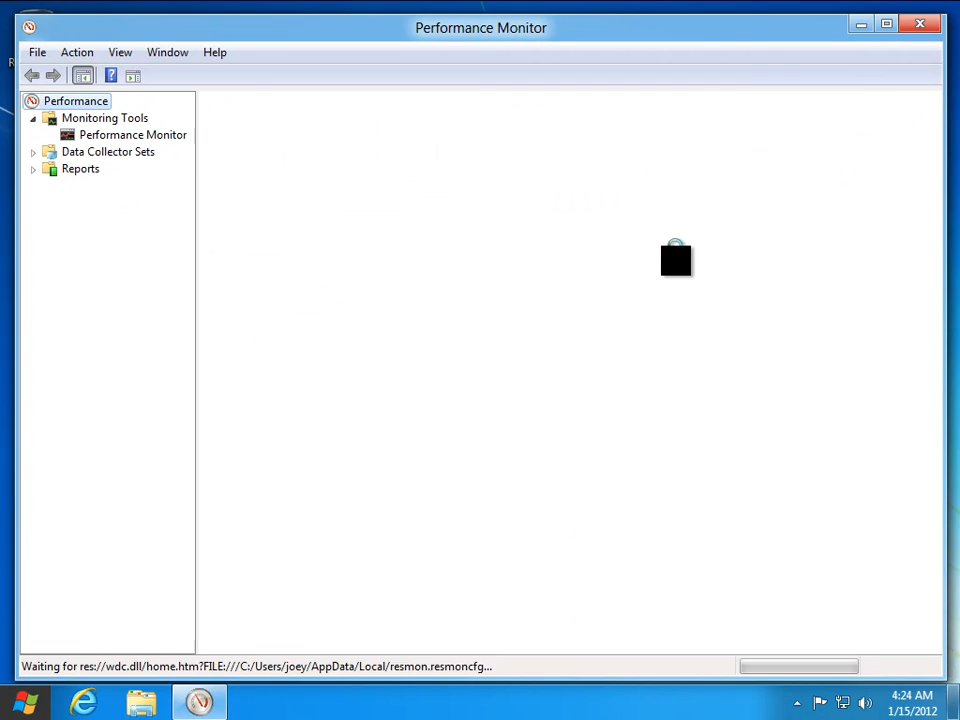 Performance Monitor
File Action View Window Help
Performance
Monitoring Tools
Performance Monitor
Data Collector Sets
Reports
Waiting for res://wdc.dll/home.htm?FILE:///C:/Users/joey/AppData/Local/resmon.resmoncfg...
4:24 AM
1/15/2012